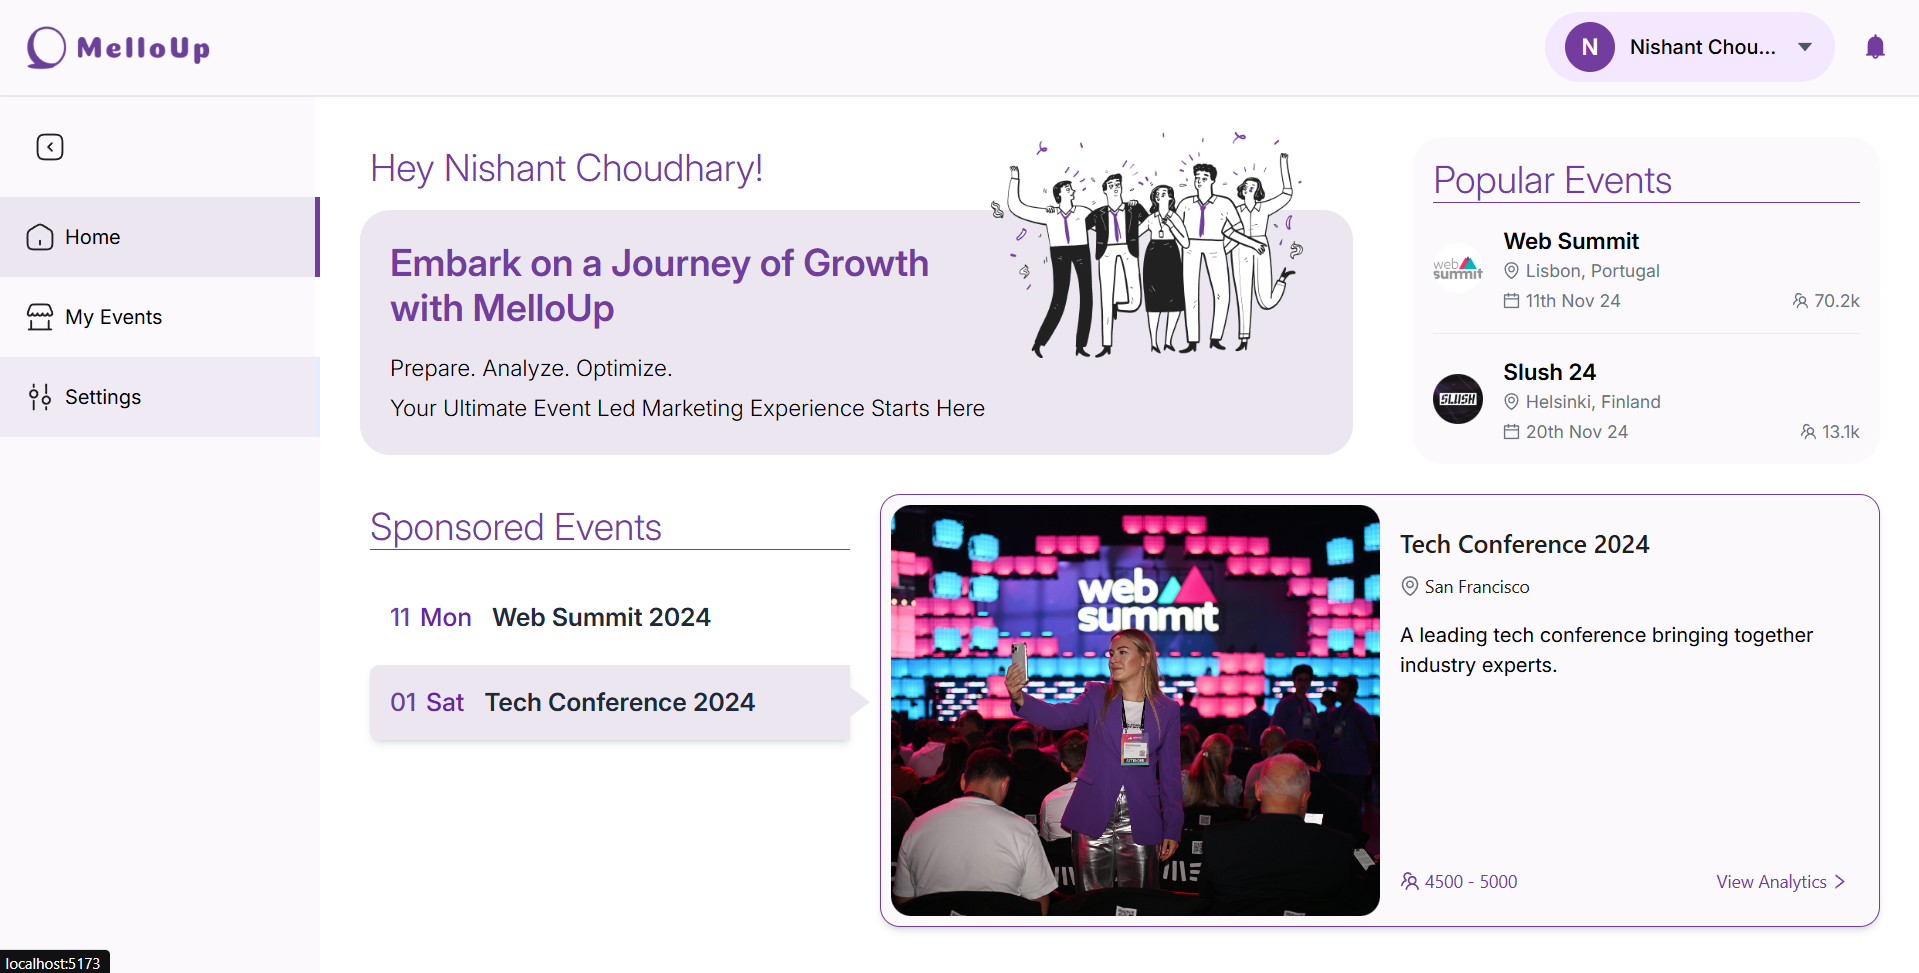 MelloUp
N
Nishant Chou...
Home
My Events
Settings
Hey Nishant Choudhary!
Embark on a Journey of Growth
with MelloUp
Prepare. Analyze. Optimize.
Your Ultimate Event Led Marketing Experience Starts Here
Popular Events
web
summit
Web Summit
Lisbon, Portugal
11th Nov 24
70.2k
SLUSH
Slush 24
Helsinki, Finland
20th Nov 24
13.1k
Sponsored Events
11 Mon Web Summit 2024
01 Sat Tech Conference 2024
web
summit
Tech Conference 2024
San Francisco
A leading tech conference bringing together
industry experts.
4500 - 5000
View Analytics
localhost:5173